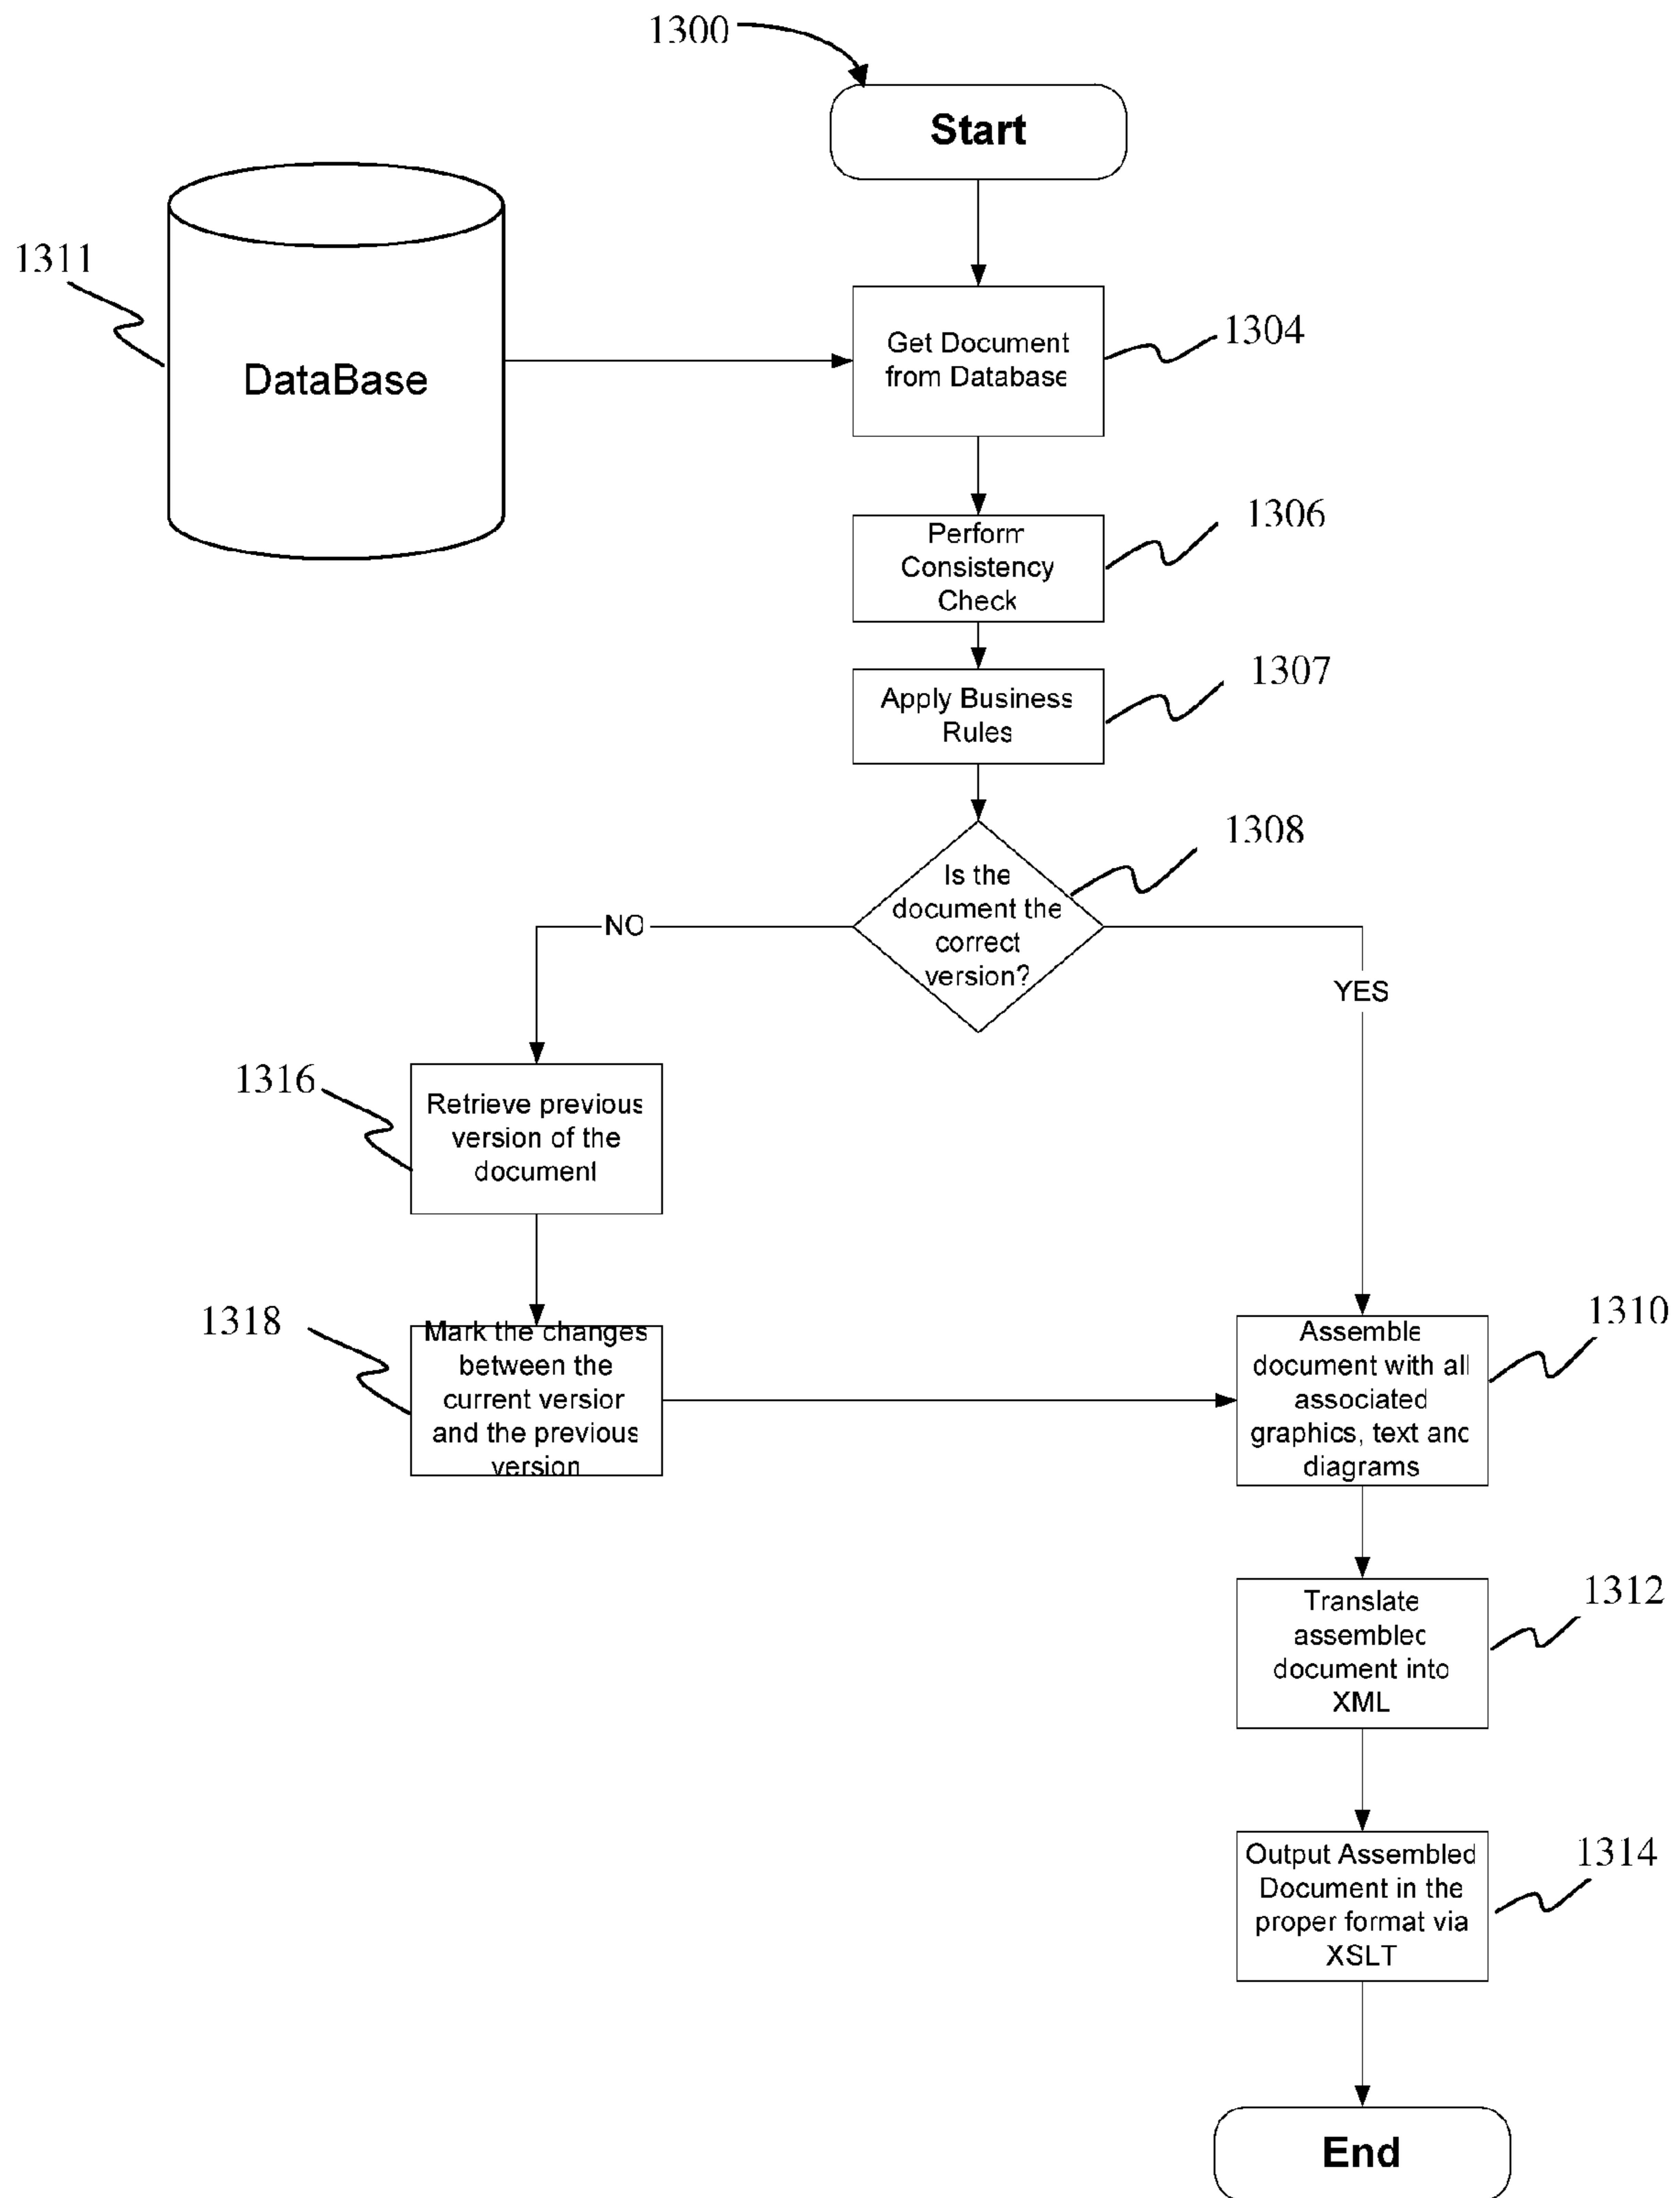 1300
Start
1311
DataBase
Get Document
from Database
1304
Perform
Consistency
Check
1306
Apply Business
Rules
1307
Is the
document the
correct
version?
1308
NO
YES
1316
Retrieve previous
version of the
document
1318
Mark the changes
between the
current version
and the previous
version
Assemble
document with all
associated
graphics, text and
diagrams
1310
Translate
assembled
document into
XML
1312
Output Assembled
Document in the
proper format via
XSLT
1314
End